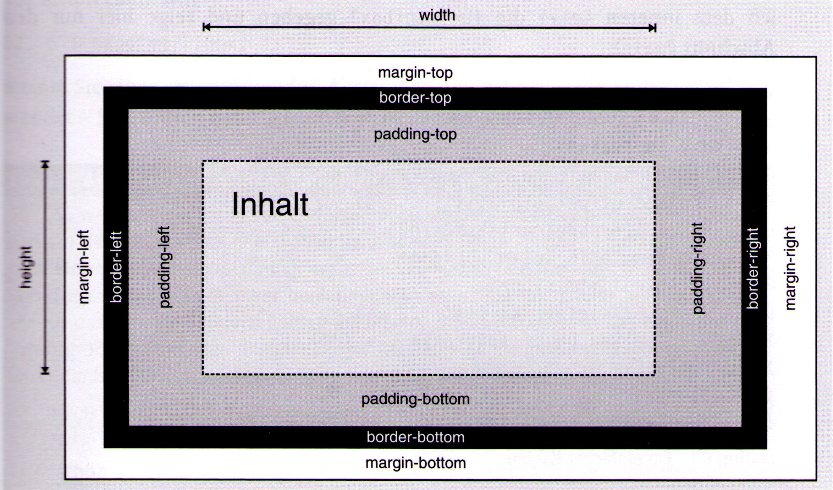 width
margin-top
border-top
padding-top
Inhalt
height
margin-left
border-left
padding-left
padding-right
border-right
margin-right
padding-bottom
border-bottom
margin-bottom